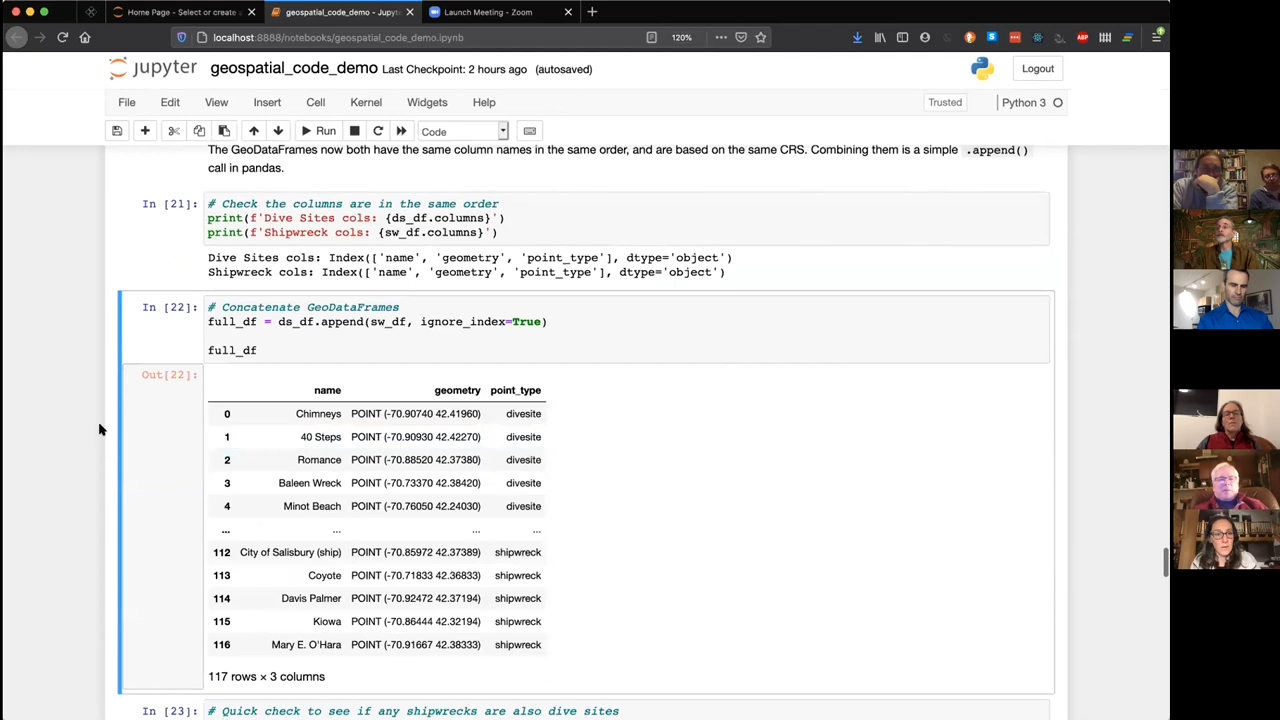 Home Page - Select or create a
geospatial_code_demo - Jupyte
Launch Meeting - Zoom
localhost:8888/notebooks/geospatial_code_demo.ipynb
120%
jupyter geospatial_code_demo Last Checkpoint: 2 hours ago (autosaved)
Logout
File Edit View Insert Cell Kernel Widgets Help
Trusted
Python 3
Run
Code
The GeoDataFrames now both have the same column names in the same order, and are based on the same CRS. Combining them is a simple .append()
call in pandas.
In [21]: # Check the columns are in the same order
print(f'Dive Sites cols: {ds_df.columns}')
print(f'Shipwreck cols: {sw_df.columns}')
Dive Sites cols: Index(['name', 'geometry', 'point_type'], dtype='object')
Shipwreck cols: Index(['name', 'geometry', 'point_type'], dtype='object')
In [22]: # Concatenate GeoDataFrames
full_df = ds_df.append(sw_df, ignore_index=True)
full_df
Out[22]:
name geometry point_type
0 Chimneys POINT (-70.90740 42.41960) divesite
1 40 Steps POINT (-70.90930 42.42270) divesite
2 Romance POINT (-70.88520 42.37380) divesite
3 Baleen Wreck POINT (-70.73370 42.38420) divesite
4 Minot Beach POINT (-70.76050 42.24030) divesite
... ... ... ...
112 City of Salisbury (ship) POINT (-70.85972 42.37389) shipwreck
113 Coyote POINT (-70.71833 42.36833) shipwreck
114 Davis Palmer POINT (-70.92472 42.37194) shipwreck
115 Kiowa POINT (-70.86444 42.32194) shipwreck
116 Mary E. O'Hara POINT (-70.91667 42.38333) shipwreck
117 rows × 3 columns
In [23]: # Quick check to see if any shipwrecks are also dive sites